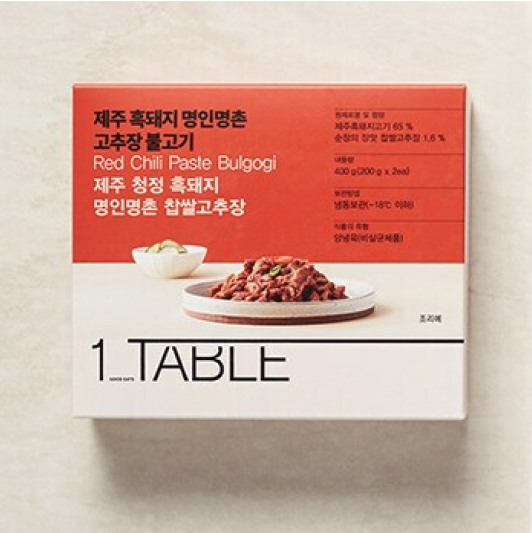 제주 흑돼지 명인명촌
고추장 불고기
Red Chili Paste Bulgogi
제주 청정 흑돼지
명인명촌 찹쌀고추장
원재료명 및 함량
제주흑돼지고기 65 %
순창의 장맛 찹쌀고추장 1.6 %
내용량
400 g(200 g x 2ea)
보관방법
냉동보관(-18℃ 이하)
식품의 유형
양념육(비살균제품)
조리예
1 TABLE
GOOD EATS